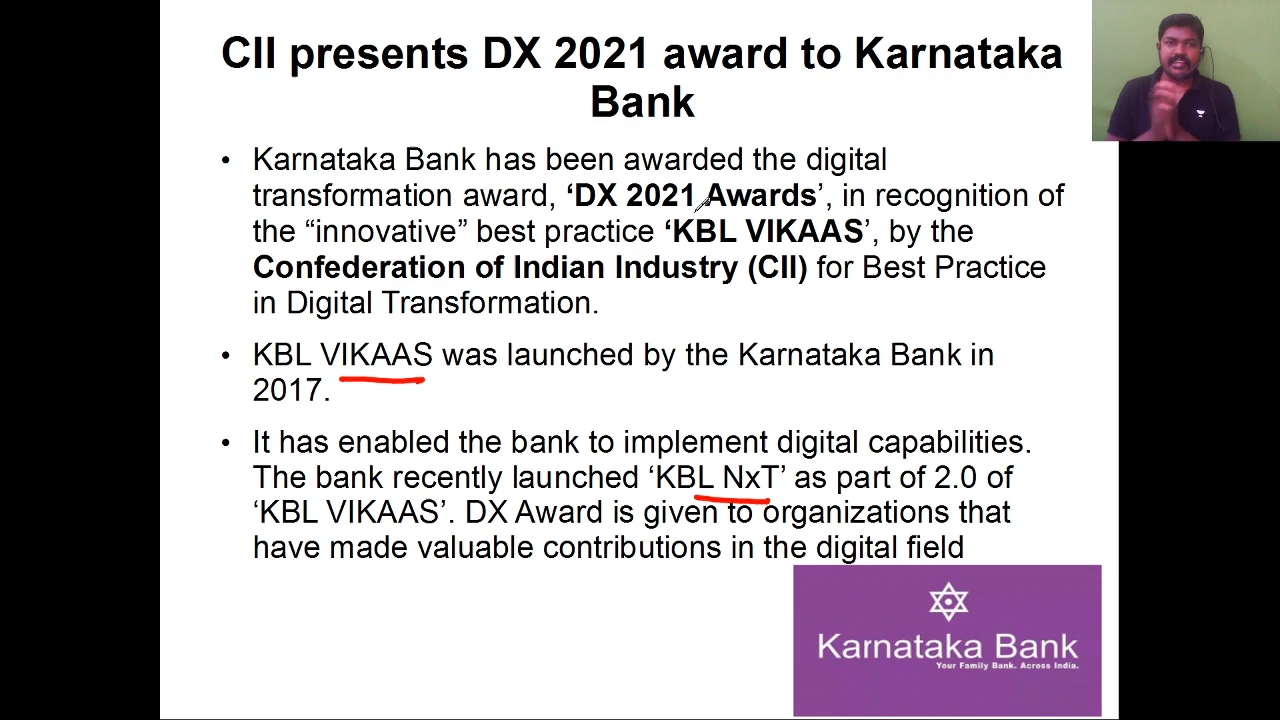 CII presents DX 2021 award to Karnataka
Bank
• Karnataka Bank has been awarded the digital
transformation award, ‘DX 2021 Awards’, in recognition of
the “innovative” best practice ‘KBL VIKAAS’, by the
Confederation of Indian Industry (CII) for Best Practice
in Digital Transformation.
• KBL VIKAAS was launched by the Karnataka Bank in
2017.
• It has enabled the bank to implement digital capabilities.
The bank recently launched ‘KBL NxT’ as part of 2.0 of
‘KBL VIKAAS’. DX Award is given to organizations that
have made valuable contributions in the digital field
Karnataka Bank
Your Family Bank. Across India.